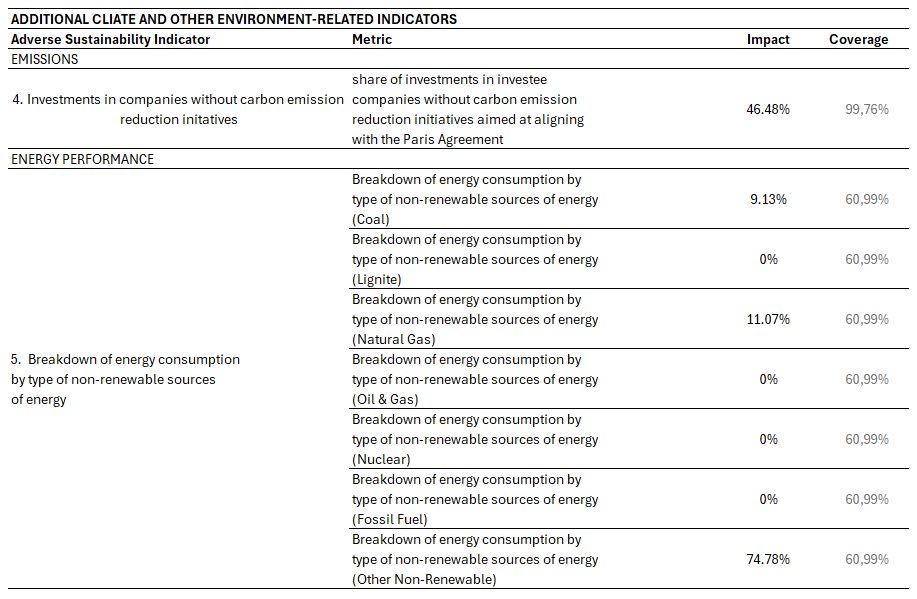 ADDITIONAL CLIATE AND OTHER ENVIRONMENT-RELATED INDICATORS
Adverse Sustainability Indicator Metric Impact Coverage
EMISSIONS
4. Investments in companies without carbon emission
reduction initatives
share of investments in investee
companies without carbon emission
reduction initiatives aimed at aligning
with the Paris Agreement
46.48% 99,76%
ENERGY PERFORMANCE
5. Breakdown of energy consumption
by type of non-renewable sources
of energy
Breakdown of energy consumption by
type of non-renewable sources of energy
(Coal)
9.13% 60,99%
Breakdown of energy consumption by
type of non-renewable sources of energy
(Lignite)
0% 60,99%
Breakdown of energy consumption by
type of non-renewable sources of energy
(Natural Gas)
11.07% 60,99%
Breakdown of energy consumption by
type of non-renewable sources of energy
(Oil & Gas)
0% 60,99%
Breakdown of energy consumption by
type of non-renewable sources of energy
(Nuclear)
0% 60,99%
Breakdown of energy consumption by
type of non-renewable sources of energy
(Fossil Fuel)
0% 60,99%
Breakdown of energy consumption by
type of non-renewable sources of energy
(Other Non-Renewable)
74.78% 60,99%